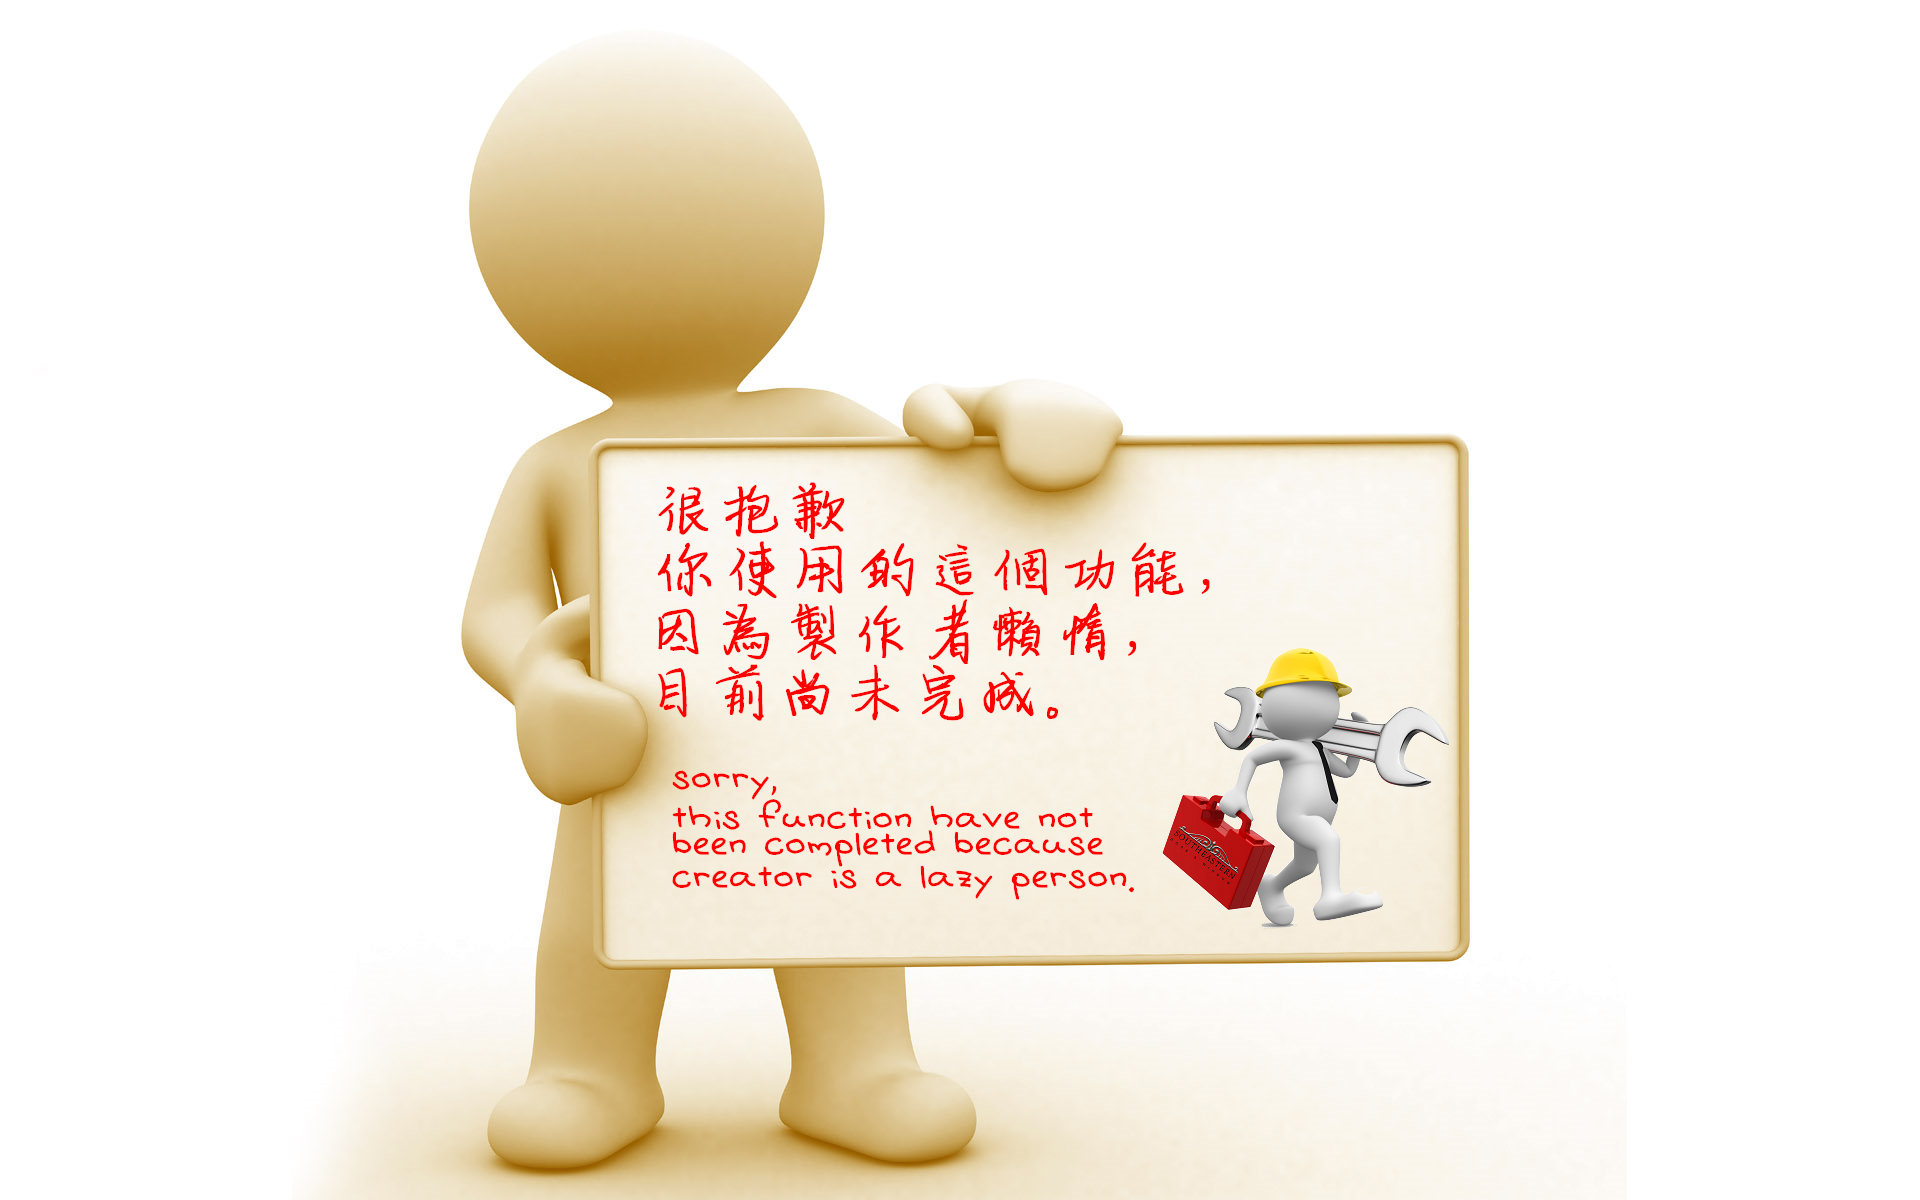 很抱歉
你使用的這個功能，
因為製作者懶惰，
目前尚未完成。
sorry,
this function have not
been completed because
creator is a lazy person.
SOUTHEASTERN